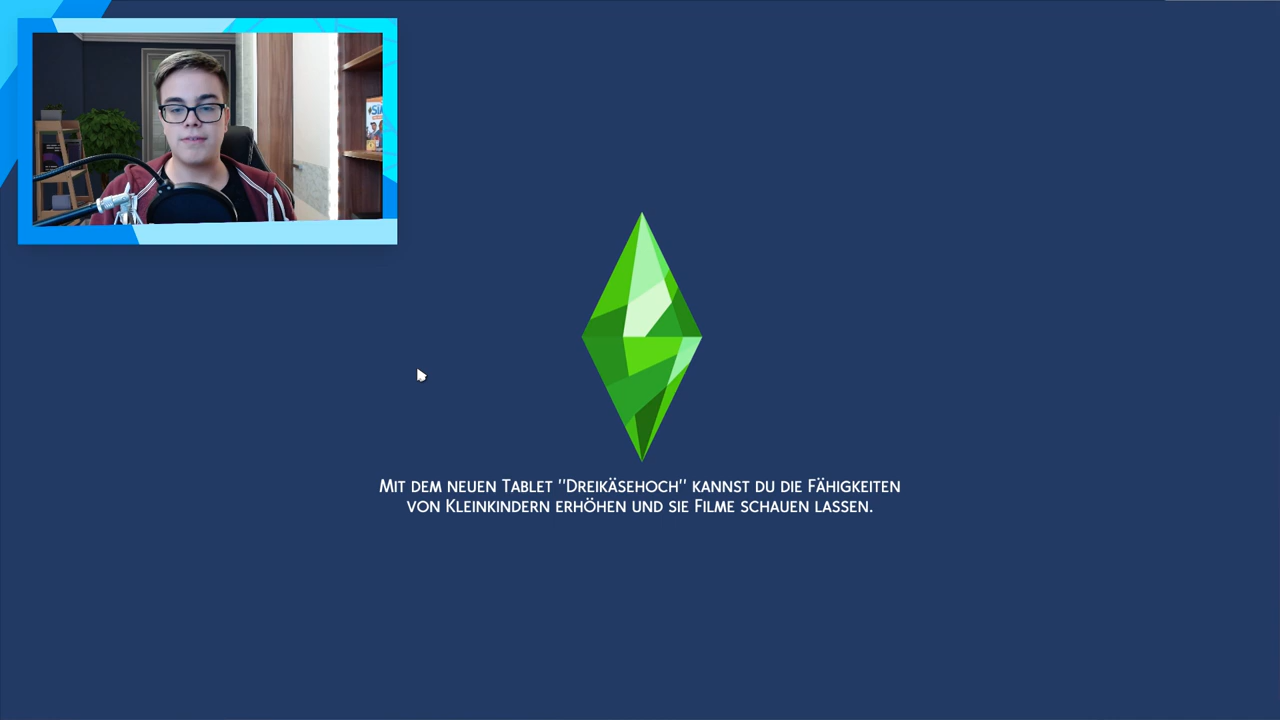 Mit dem neuen Tablet "Dreikäsehoch" kannst du die Fähigkeiten
von Kleinkindern erhöhen und sie Filme schauen lassen.